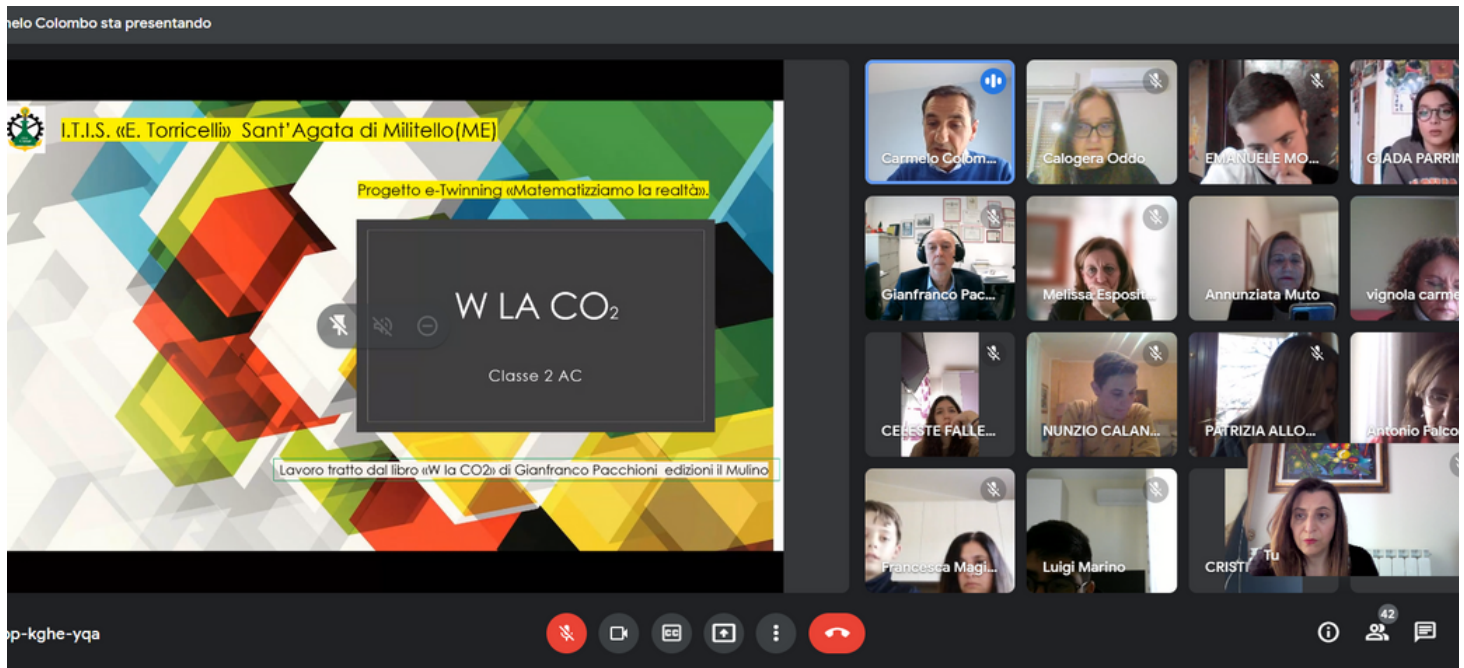 nelo Colombo sta presentando
I.T.I.S. «E. Torricelli» Sant'Agata di Militello(ME)
Progetto e-Twinning «Matematizziamo la realtà».
W LA CO₂
Classe 2 AC
Lavoro tratto dal libro «W la CO2» di Gianfranco Pacchioni edizioni il Mulino
Carmelo Colom...
Calogera Oddo
EMANUELE MO...
GIADA PARRIN
Gianfranco Pac...
Melissa Esposit...
Annunziata Muto
vignola carme
CELESTE FALLE...
NUNZIO CALAN...
PATRIZIA ALLO...
Antonio Falco
Francesca Magi...
Luigi Marino
CRISTI
Tu
op-kghe-yqa
CC
42